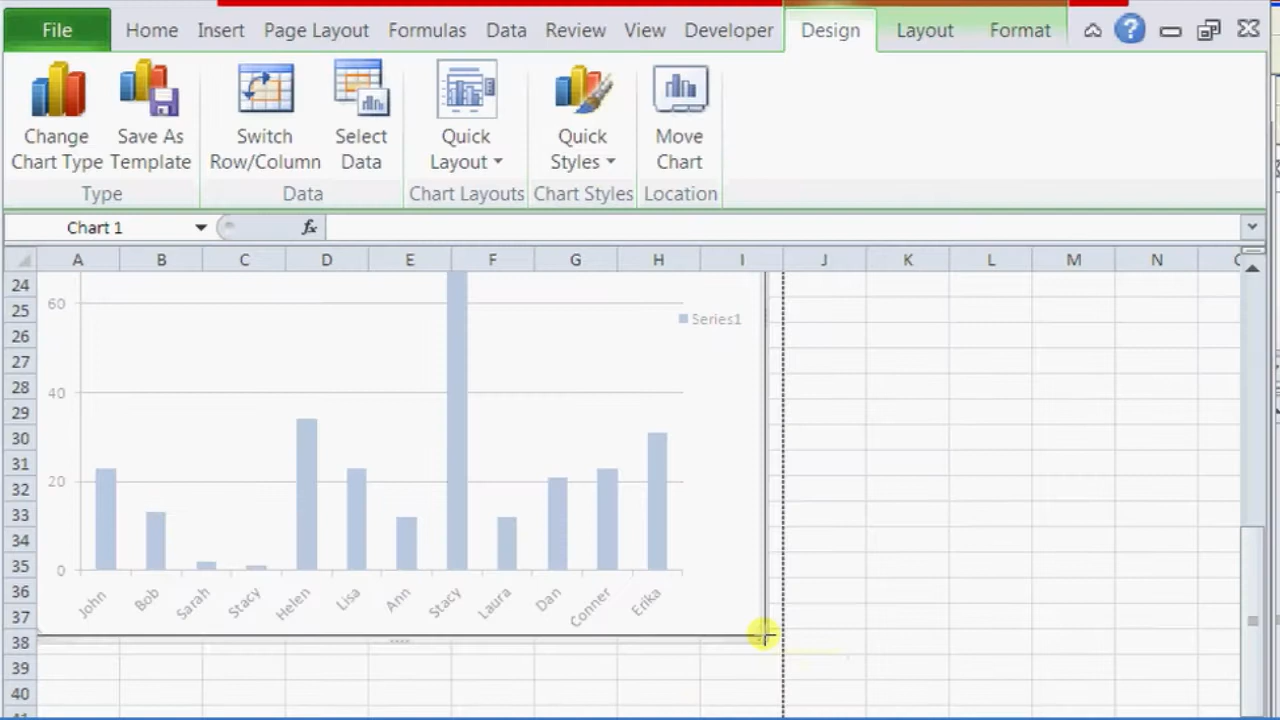 File Home Insert Page Layout Formulas Data Review View Developer Design Layout Format
Change Chart Type
Save As Template
Switch Row/Column
Select Data
Quick Layout
Quick Styles
Move Chart
Type Data Chart Layouts Chart Styles Location
Chart 1 fx
A B C D E F G H I J K L M N
24
60
25
Series1
26
27
28
40
29
30
31
32
20
33
34
35
0
36
John Bob Sarah Stacy Helen Lisa Ann Stacy Laura Dan Conner Erika
37
38
39
40